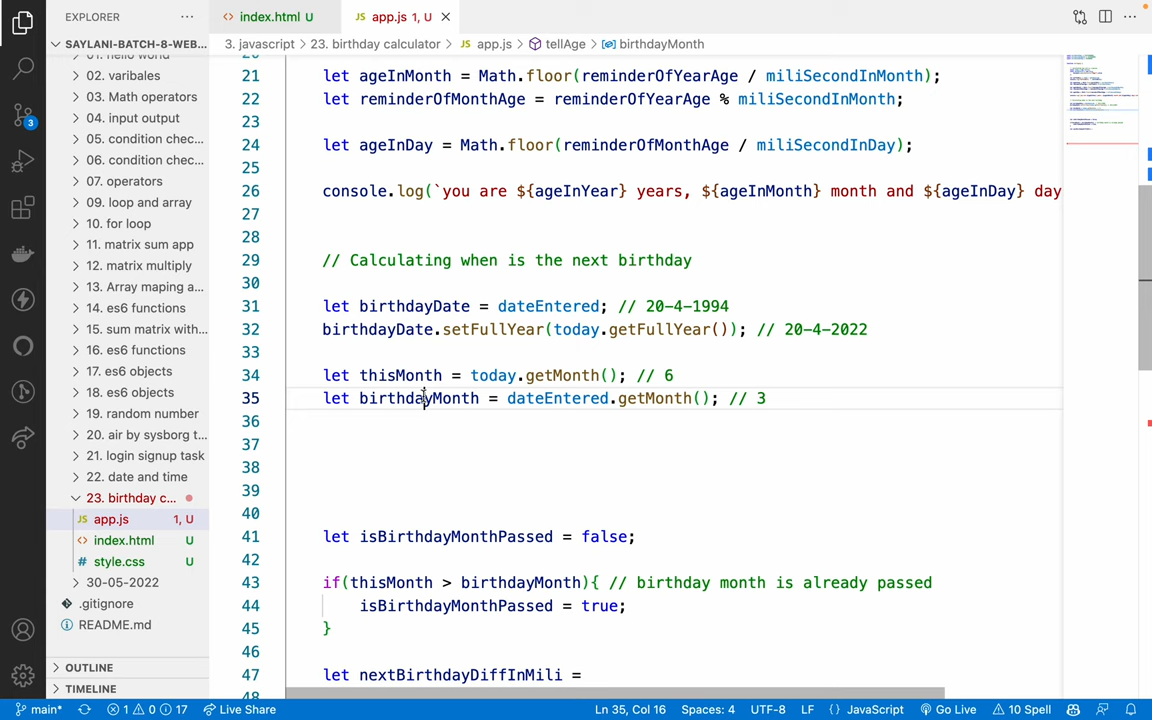 EXPLORER
index.html U
app.js 1, U
SAYLANI-BATCH-8-WEB...
3. javascript > 23. birthday calculator > JS app.js > tellAge > birthdayMonth
01. hello world
02. varibales
03. Math operators
04. input output
05. condition chec...
06. condition chec...
07. operators
09. loop and array
10. for loop
11. matrix sum app
12. matrix multiply
13. Array maping a...
14. es6 functions
15. sum matrix with...
16. es6 functions
17. es6 objects
18. es6 objects
19. random number
20. air by sysborg t...
21. login signup task
22. date and time
23. birthday c...
JS app.js 1, U
index.html U
# style.css U
30-05-2022
.gitignore
README.md
OUTLINE
TIMELINE
21 let ageInMonth = Math.floor(reminderOfYearAge / miliSecondInMonth);
22 let reminderOfMonthAge = reminderOfYearAge % miliSecondInMonth;
23
24 let ageInDay = Math.floor(reminderOfMonthAge / miliSecondInDay);
25
26 console.log(`you are ${ageInYear} years, ${ageInMonth} month and ${ageInDay} day
27
28
29 // Calculating when is the next birthday
30
31 let birthdayDate = dateEntered; // 20-4-1994
32 birthdayDate.setFullYear(today.getFullYear()); // 20-4-2022
33
34 let thisMonth = today.getMonth(); // 6
35 let birthdayMonth = dateEntered.getMonth(); // 3
36
37
38
39
40
41 let isBirthdayMonthPassed = false;
42
43 if(thisMonth > birthdayMonth){ // birthday month is already passed
44 isBirthdayMonthPassed = true;
45 }
46
47 let nextBirthdayDiffInMili =
48
3
main* 1 0 17 Live Share Ln 35, Col 16 Spaces: 4 UTF-8 LF {} JavaScript Go Live 10 Spell